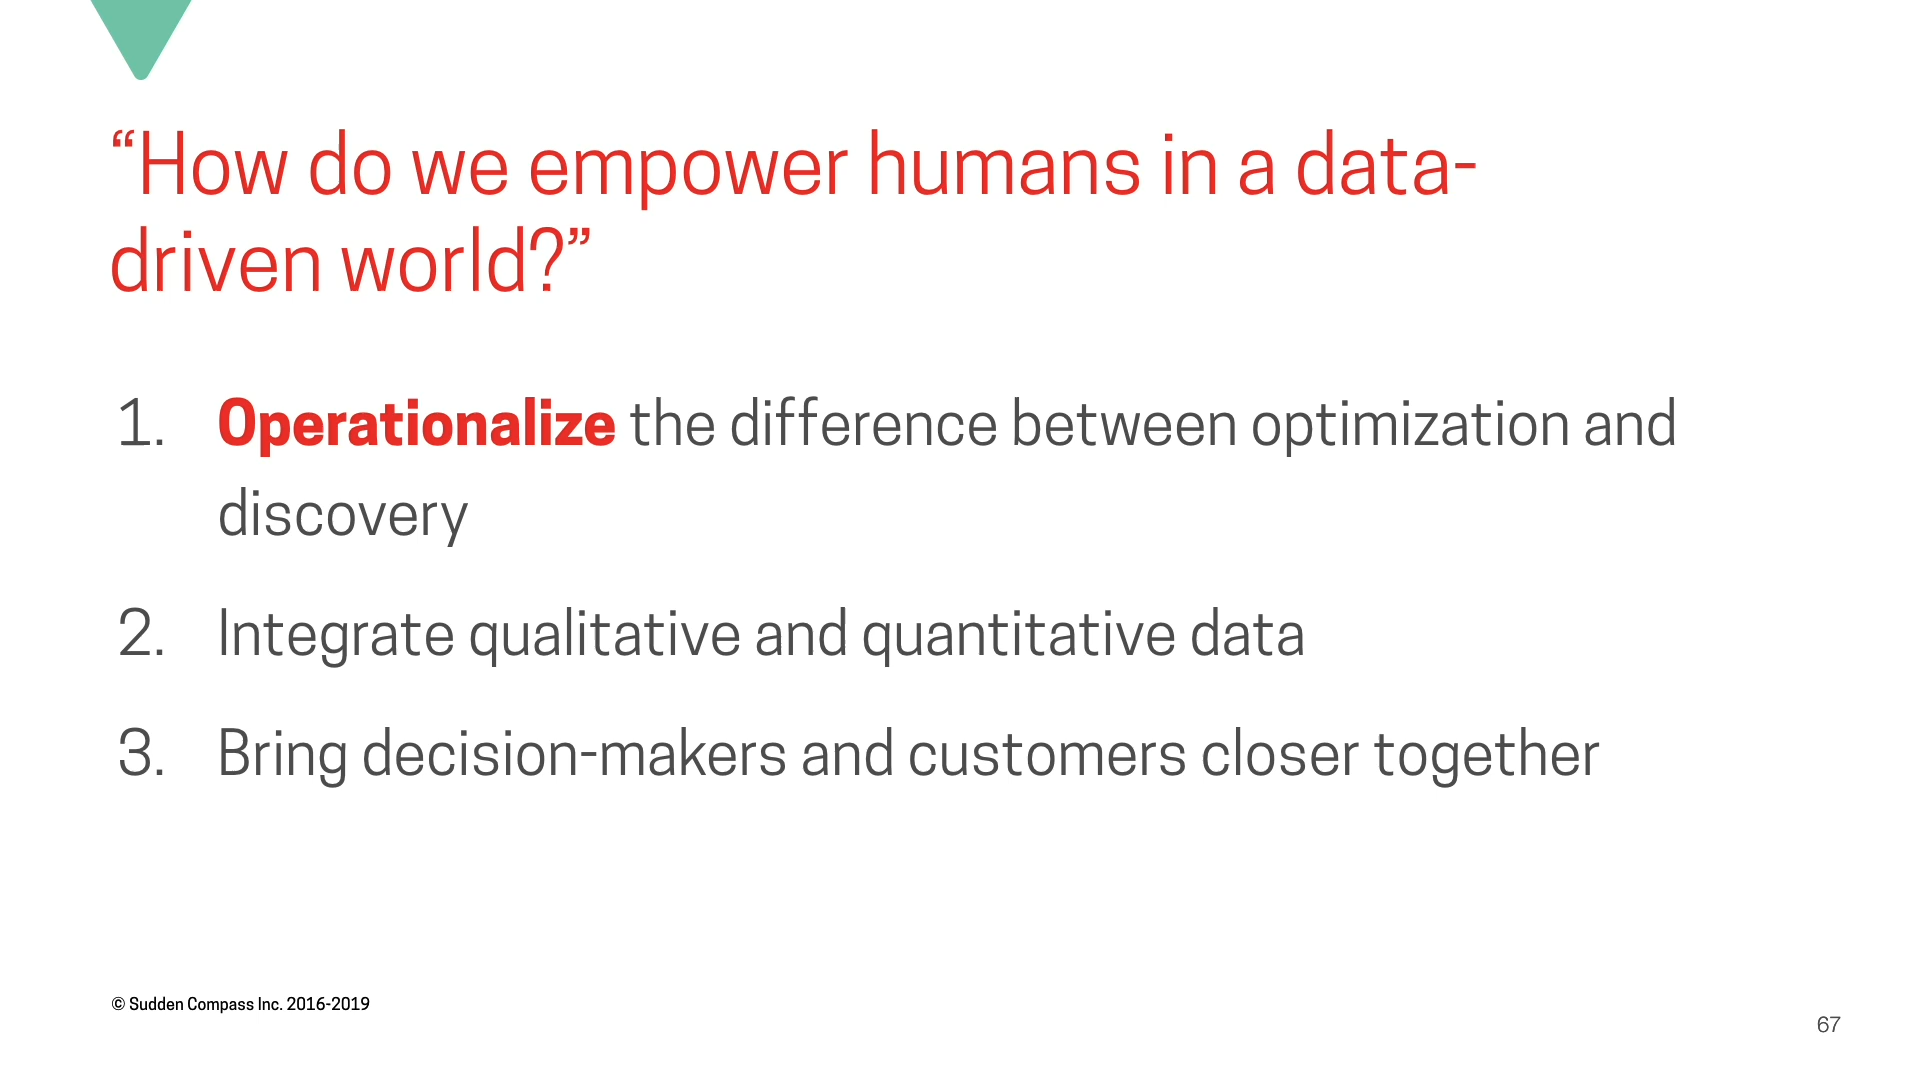 “How do we empower humans in a data-
driven world?”
1. Operationalize the difference between optimization and
discovery
2. Integrate qualitative and quantitative data
3. Bring decision-makers and customers closer together
© Sudden Compass Inc. 2016-2019
67